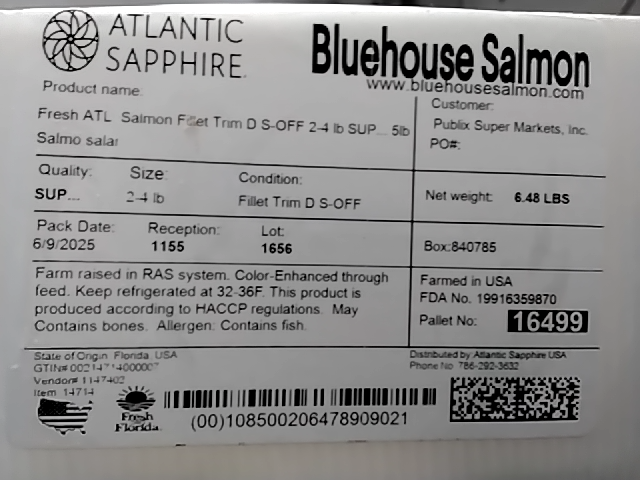 ATLANTIC SAPPHIRE.
Bluehouse Salmon
www.bluehousesalmon.com
Product name:
Fresh ATL Salmon Fillet Trim D S-OFF 2-4 lb SUP... 5lb
Salmo salar
Customer:
Publix Super Markets, Inc.
PO#:
Quality: Size: Condition:
SUP... 2-4 lb Fillet Trim D S-OFF
Net weight: 6.48 LBS
Pack Date: Reception: Lot:
6/9/2025 1155 1656
Box:840785
Farm raised in RAS system. Color-Enhanced through
feed. Keep refrigerated at 32-36F. This product is
produced according to HACCP regulations. May
Contains bones. Allergen: Contains fish.
Farmed in USA
FDA No. 19916359870
Pallet No: 16499
State of Origin Florida, USA
GTIN#
Vendor# 1147402
Item 14714
Distributed by Atlantic Sapphire USA
Phone No 786-292-3632
Fresh
Florida
(00)108500206478909021